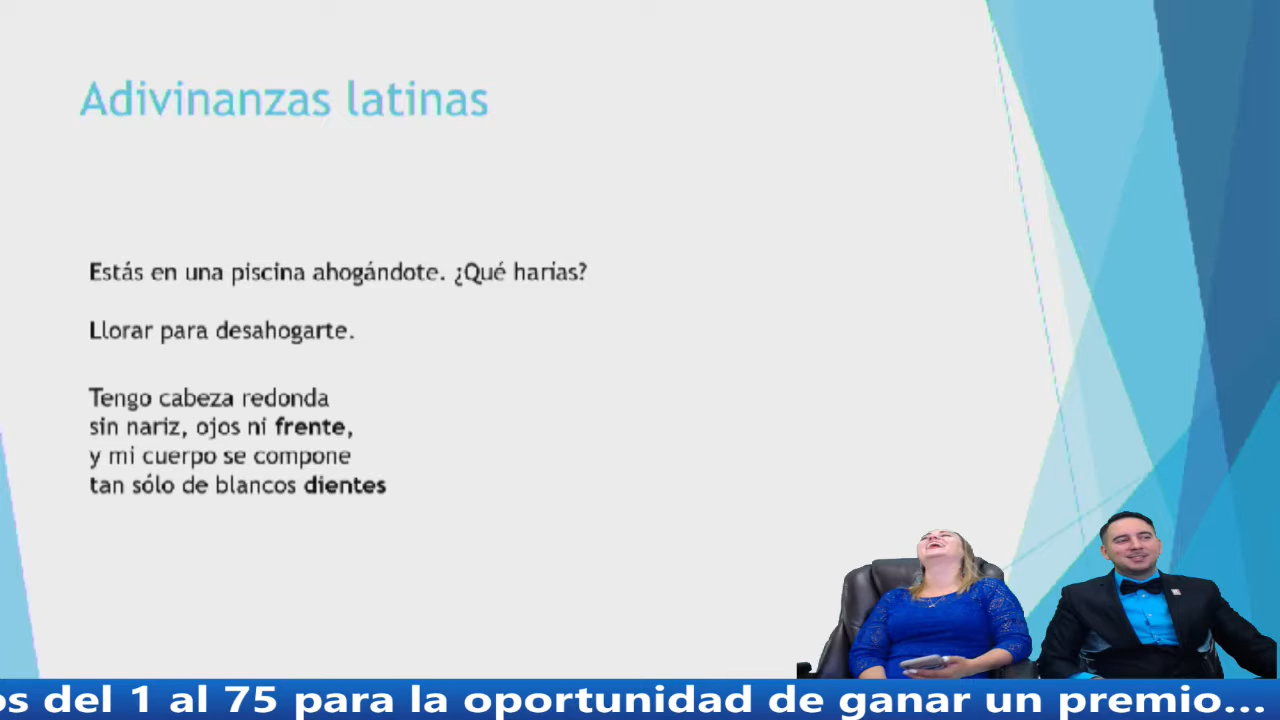 Adivinanzas latinas
Estás en una piscina ahogándote. ¿Qué harias?
Llorar para desahogarte.
Tengo cabeza redonda
sin nariz, ojos ni frente,
y mi cuerpo se compone
tan sólo de blancos dientes
os del 1 al 75 para la oportunidad de ganar un premio...